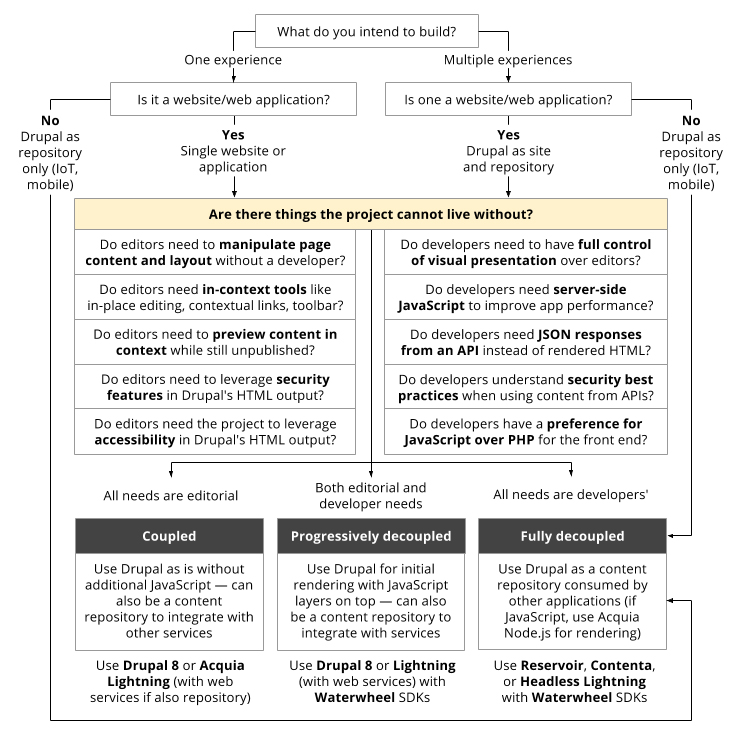 What do you intend to build?
One experience
Multiple experiences
Is it a website/web application?
Is one a website/web application?
No
Drupal as
repository
only (IoT,
mobile)
Yes
Single website or
application
Yes
Drupal as site
and repository
No
Drupal as
repository
only (IoT,
mobile)
Are there things the project cannot live without?
Do editors need to manipulate page
content and layout without a developer?
Do editors need in-context tools like
in-place editing, contextual links, toolbar?
Do editors need to preview content in
context while still unpublished?
Do editors need to leverage security
features in Drupal's HTML output?
Do editors need the project to leverage
accessibility in Drupal's HTML output?
Do developers need to have full control
of visual presentation over editors?
Do developers need server-side
JavaScript to improve app performance?
Do developers need JSON responses
from an API instead of rendered HTML?
Do developers understand security best
practices when using content from APIs?
Do developers have a preference for
JavaScript over PHP for the front end?
All needs are editorial
Both editorial and
developer needs
All needs are developers'
Coupled
Use Drupal as is without
additional JavaScript — can
also be a content
repository to integrate with
other services
Use Drupal 8 or Acquia
Lightning (with web
services if also repository)
Progressively decoupled
Use Drupal for initial
rendering with JavaScript
layers on top — can also
be a content repository to
integrate with services
Use Drupal 8 or Lightning
(with web services) with
Waterwheel SDKs
Fully decoupled
Use Drupal as a content
repository consumed by
other applications (if
JavaScript, use Acquia
Node.js for rendering)
Use Reservoir, Contenta,
or Headless Lightning
with Waterwheel SDKs